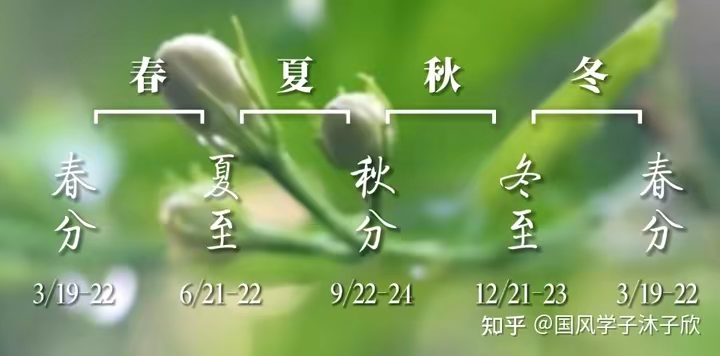 春 夏 秋 冬
春分 夏至 秋分 冬至 春分
3/19-22 6/21-22 9/22-24 12/21-23 3/19-22
知乎 @国风学子沐子欣